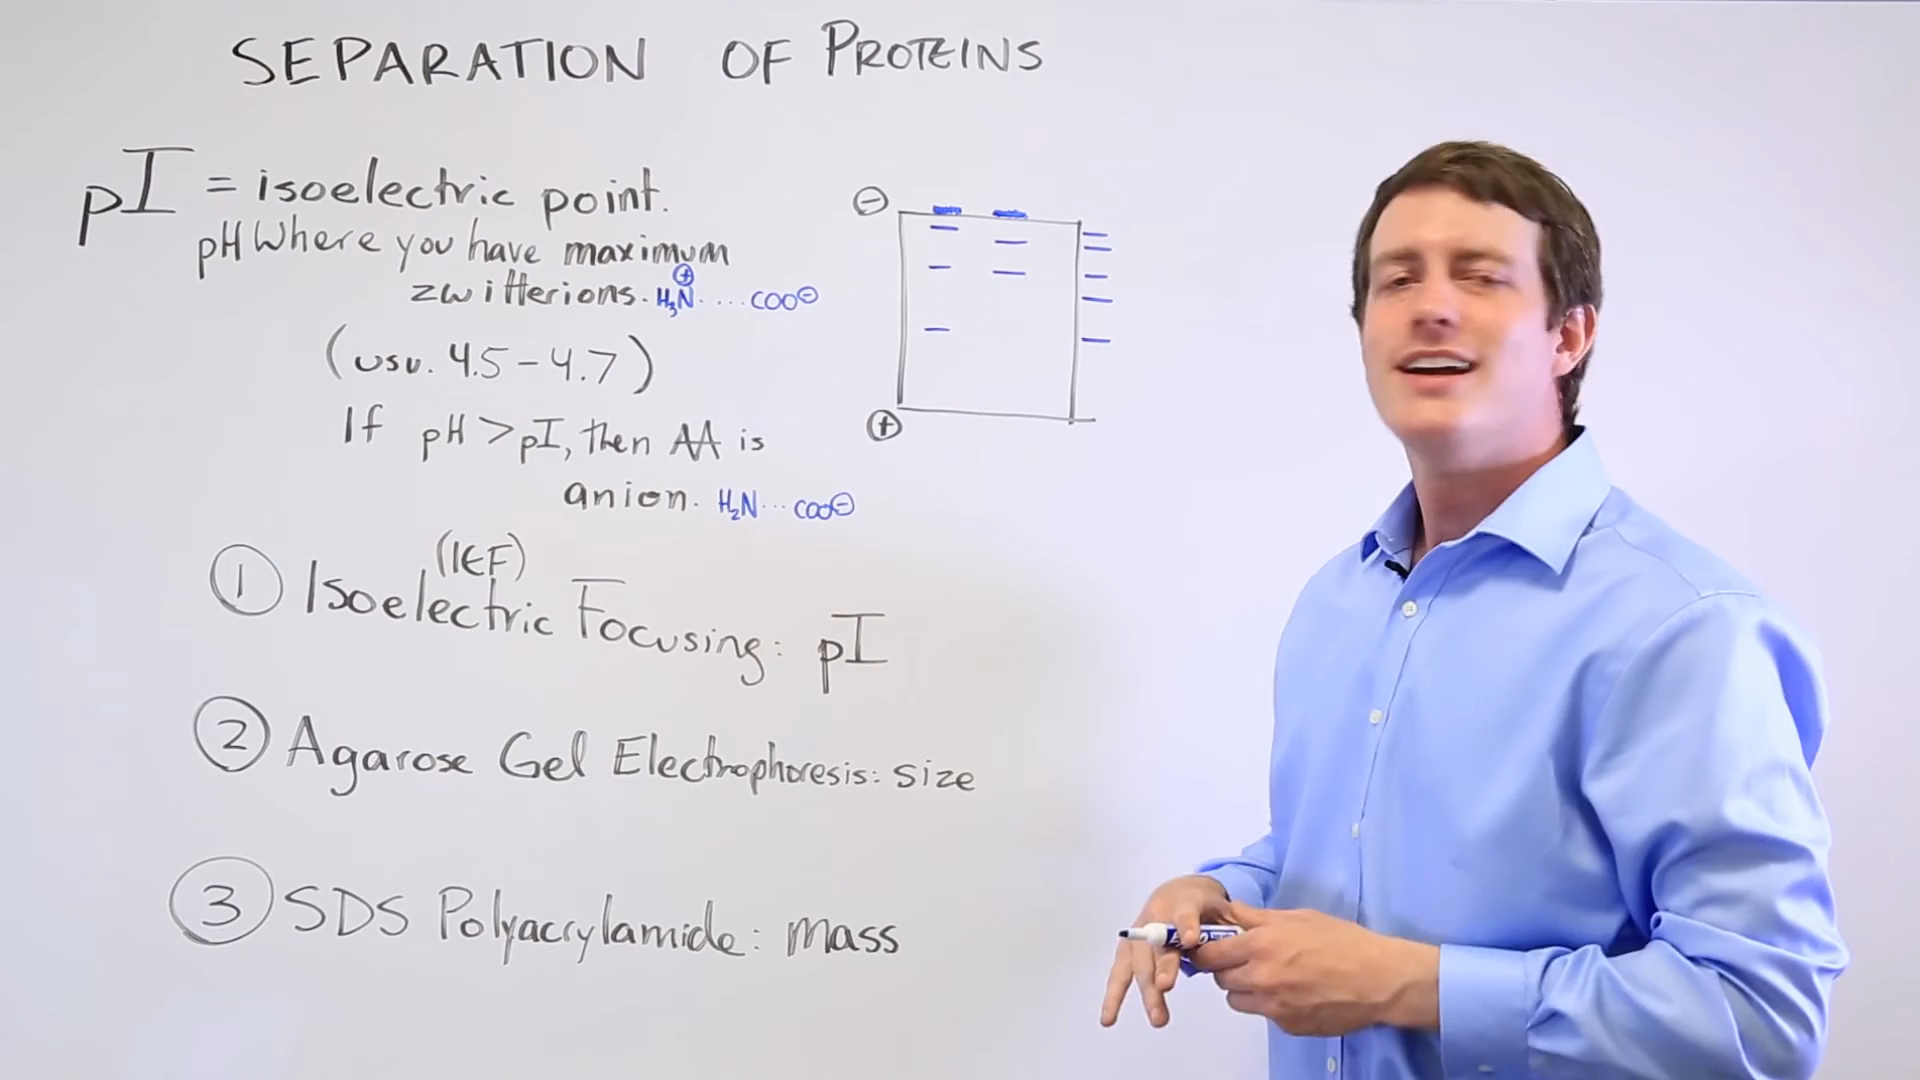 SEPARATION OF PROTEINS
pI = isoelectric point.
pH Where you have maximum
zwitterions. H₃N⊕ .... COO⊖
(usu. 4.5 - 4.7)
If pH > pI, then AA is
anion. H₂N ... COO⊖
⊖
⊕
(IEF)
① Isoelectric Focusing: pI
② Agarose Gel Electrophoresis: size
③ SDS Polyacrylamide: mass